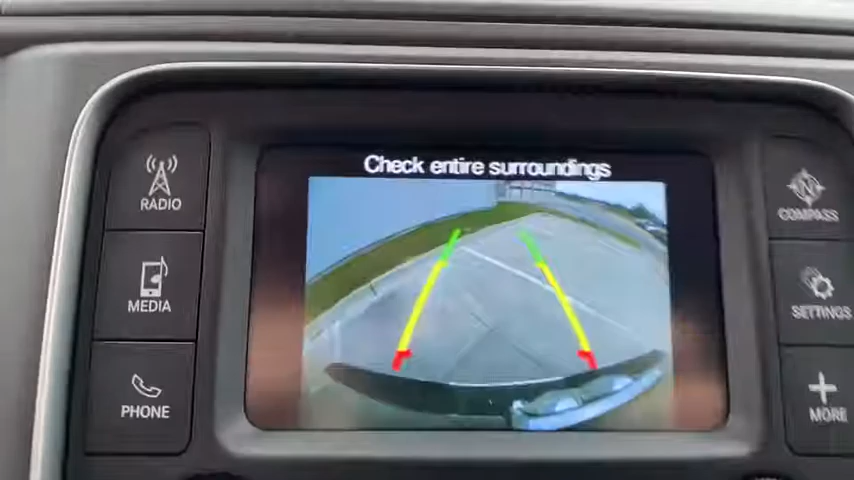 Check entire surroundings
RADIO
MEDIA
PHONE
COMPASS
SETTINGS
MORE